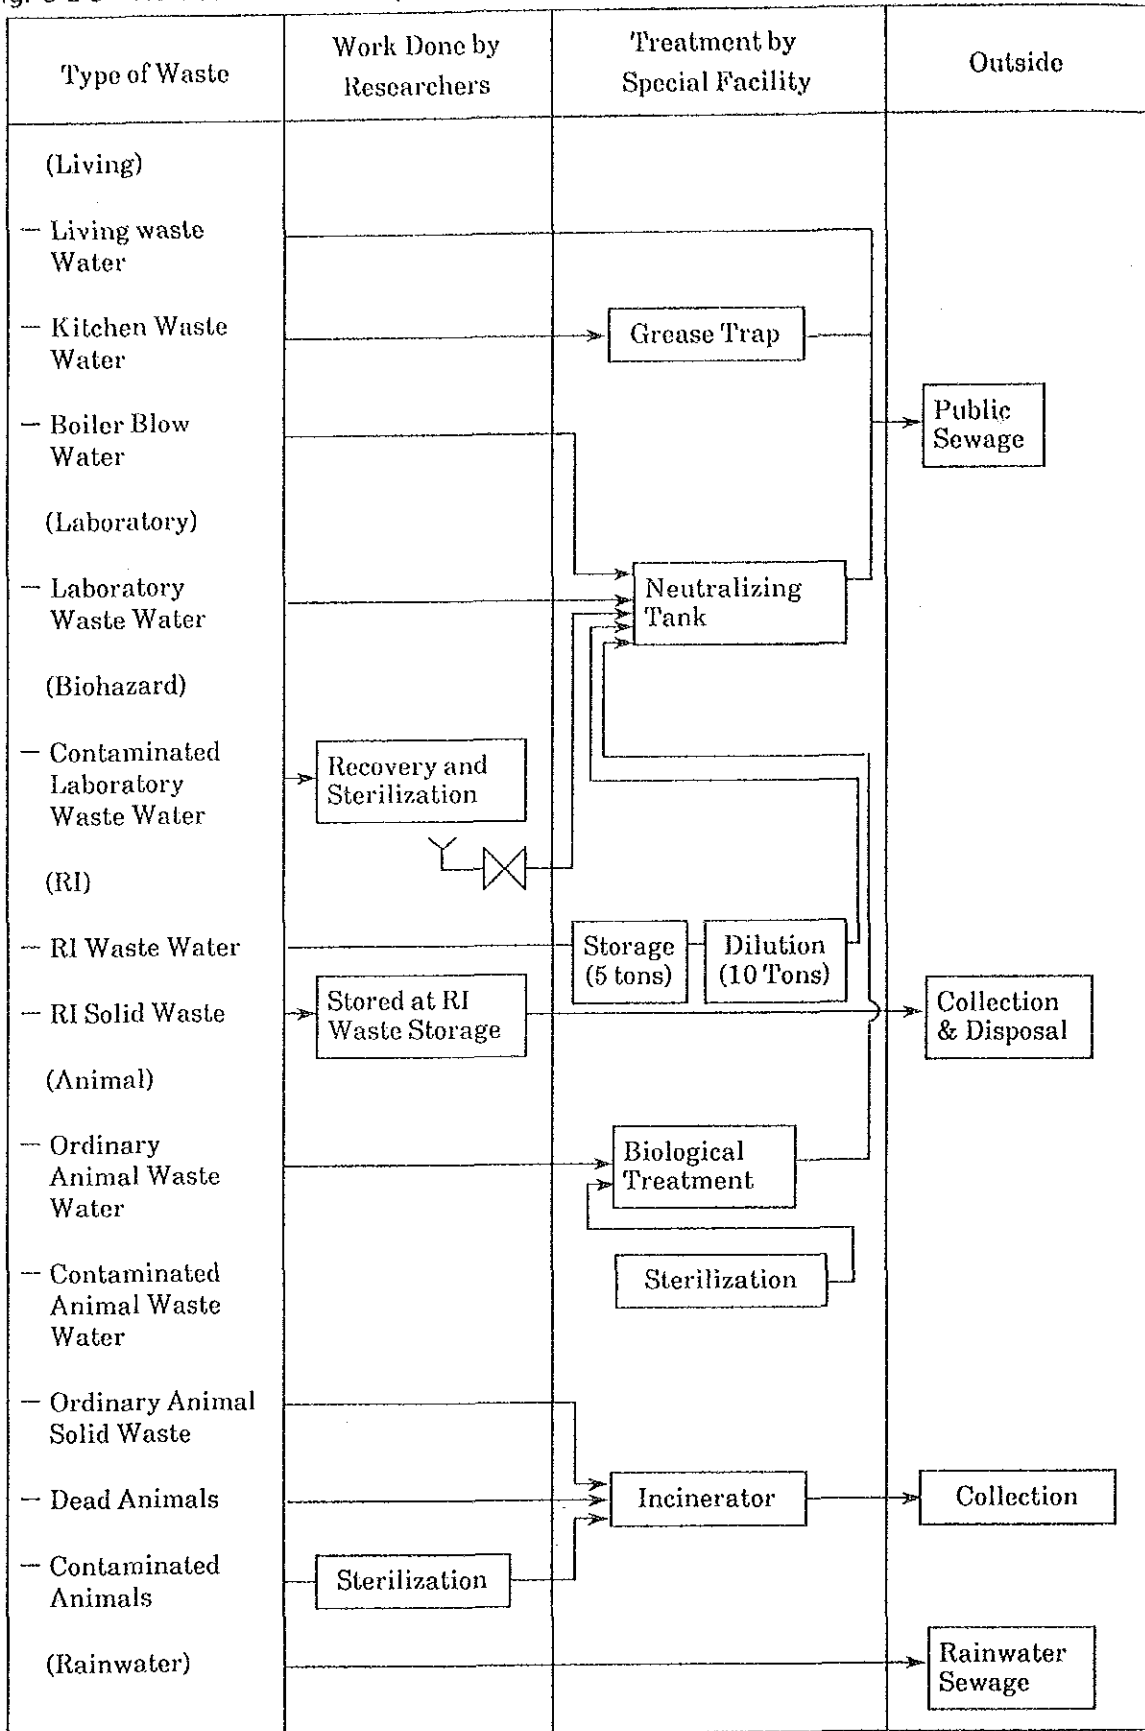 Type of Waste
Work Done by
Researchers
Treatment by
Special Facility
Outside
(Living)
— Living waste
Water
— Kitchen Waste
Water
Grease Trap
— Boiler Blow
Water
Public
Sewage
(Laboratory)
— Laboratory
Waste Water
Neutralizing
Tank
(Biohazard)
— Contaminated
Laboratory
Waste Water
Recovery and
Sterilization
(RI)
— RI Waste Water
Storage
(5 tons)
Dilution
(10 Tons)
— RI Solid Waste
Stored at RI
Waste Storage
Collection
& Disposal
(Animal)
— Ordinary
Animal Waste
Water
Biological
Treatment
— Contaminated
Animal Waste
Water
Sterilization
— Ordinary Animal
Solid Waste
— Dead Animals
Incinerator
Collection
— Contaminated
Animals
Sterilization
(Rainwater)
Rainwater
Sewage